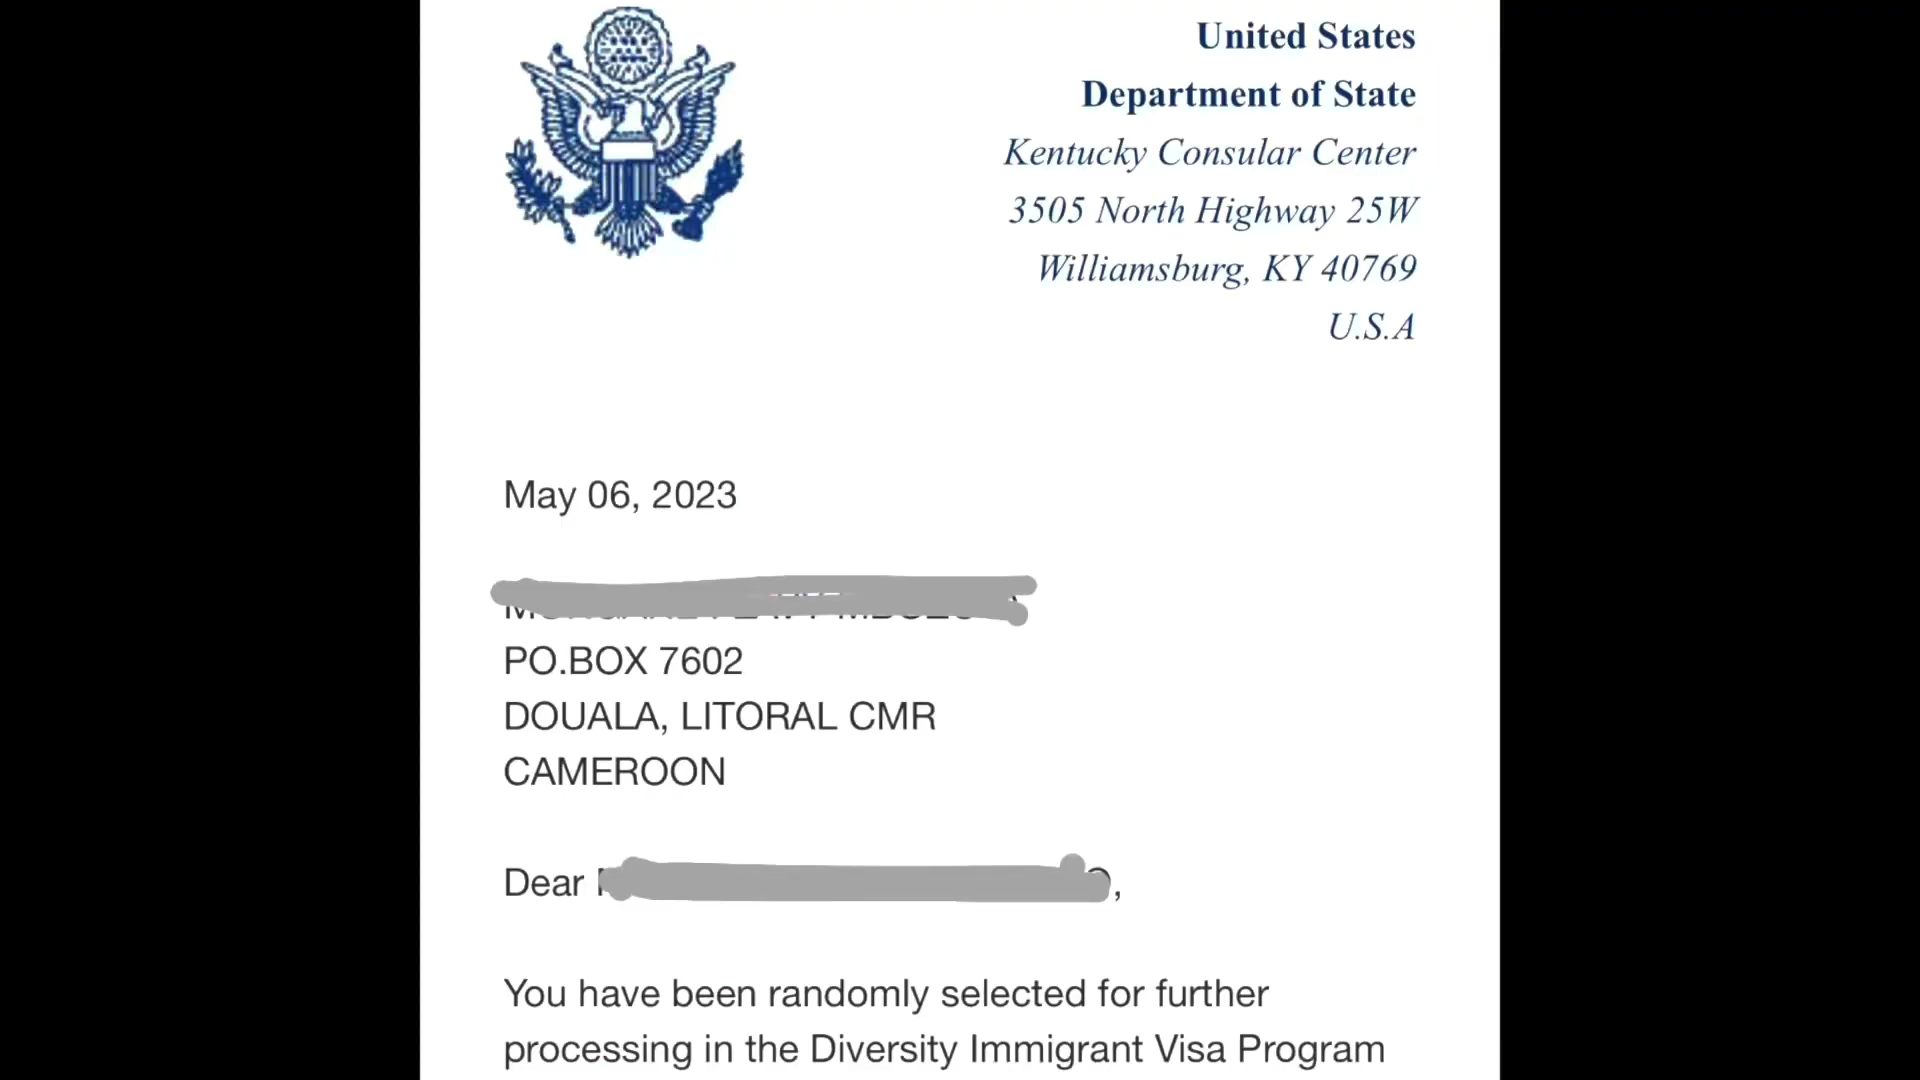 United States
Department of State
Kentucky Consular Center
3505 North Highway 25W
Williamsburg, KY 40769
U.S.A
May 06, 2023
PO.BOX 7602
DOUALA, LITORAL CMR
CAMEROON
Dear ,
You have been randomly selected for further
processing in the Diversity Immigrant Visa Program